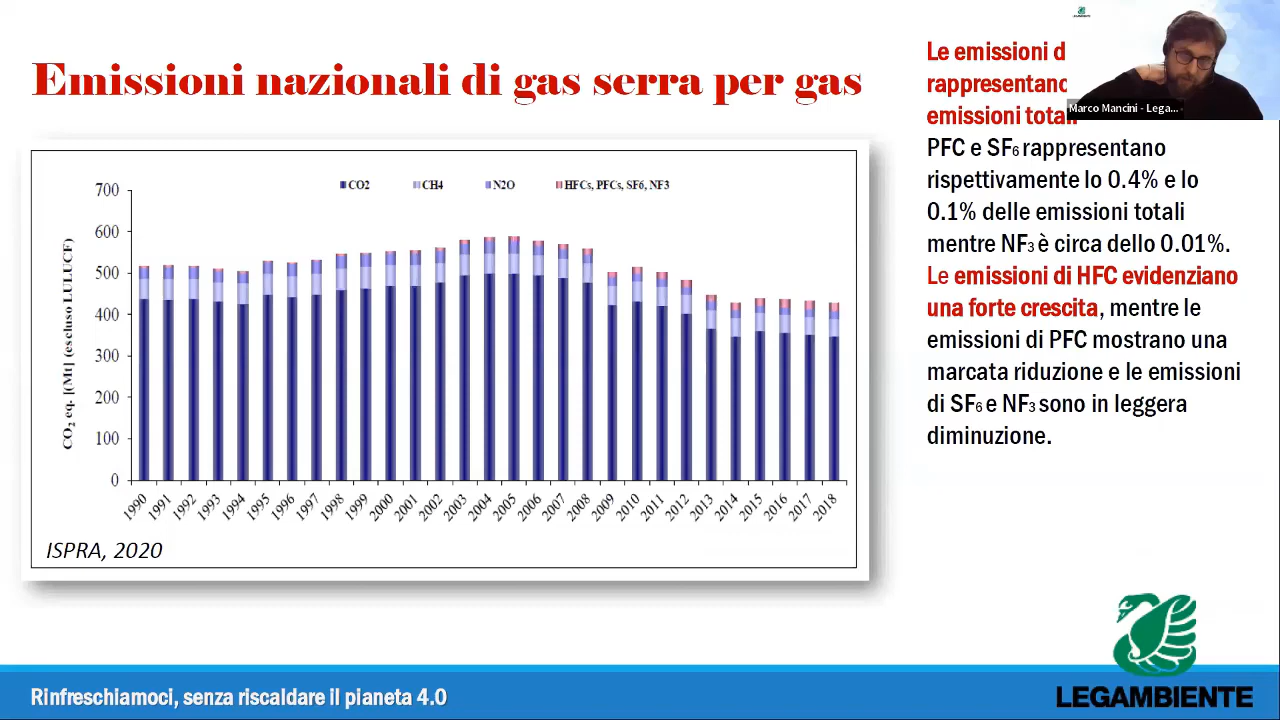 Emissioni nazionali di gas serra per gas
CO2 CH4 N2O HFCs, PFCs, SF6, NF3
CO₂ eq. [(Mt] (escluso LULUCF)
700
600
500
400
300
200
100
0
1990 1991 1992 1993 1994 1995 1996 1997 1998 1999 2000 2001 2002 2003 2004 2005 2006 2007 2008 2009 2010 2011 2012 2013 2014 2015 2016 2017 2018
ISPRA, 2020
Le emissioni
rappresentano
emissioni totali
PFC e SF₆ rappresentano
rispettivamente lo 0.4% e lo
0.1% delle emissioni totali
mentre NF₃ è circa dello 0.01%.
Le emissioni di HFC evidenziano
una forte crescita, mentre le
emissioni di PFC mostrano una
marcata riduzione e le emissioni
di SF₆ e NF₃ sono in leggera
diminuzione.
Marco Mancini - Lega...
Rinfreschiamoci, senza riscaldare il pianeta 4.0
LEGAMBIENTE